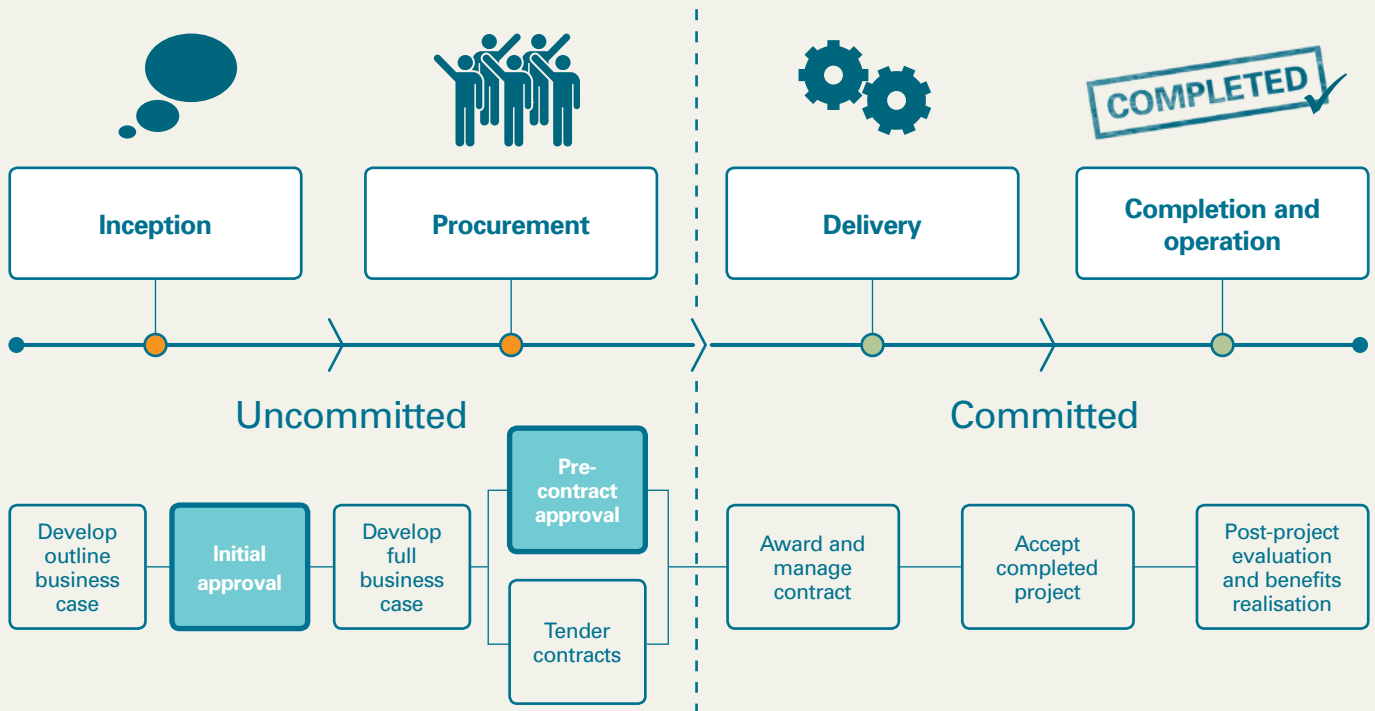 COMPLETED
Inception
Procurement
Delivery
Completion and
operation
Uncommitted
Committed
Develop
outline
business
case
Initial
approval
Develop
full
business
case
Pre-
contract
approval
Tender
contracts
Award and
manage
contract
Accept
completed
project
Post-project
evaluation
and benefits
realisation